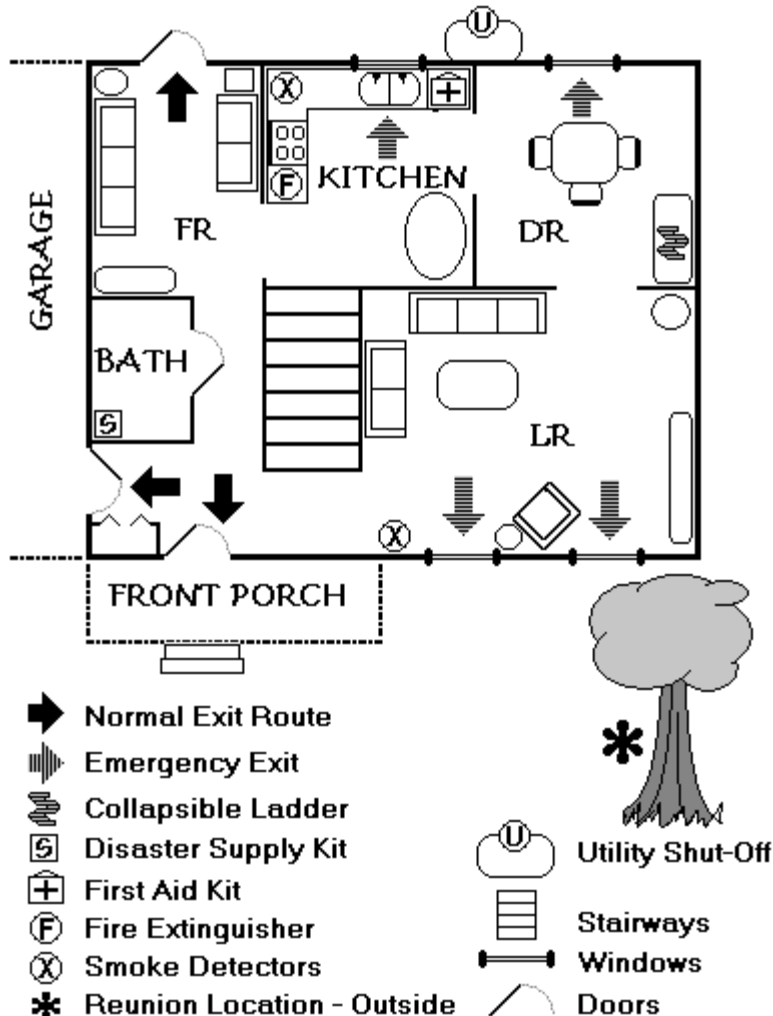 U
X
+
F
KITCHEN
FR
DR
GARAGE
BATH
S
LR
X
FRONT PORCH
Normal Exit Route
Emergency Exit
Collapsible Ladder
S Disaster Supply Kit
+ First Aid Kit
F Fire Extinguisher
X Smoke Detectors
* Reunion Location - Outside
U Utility Shut-Off
Stairways
Windows
Doors